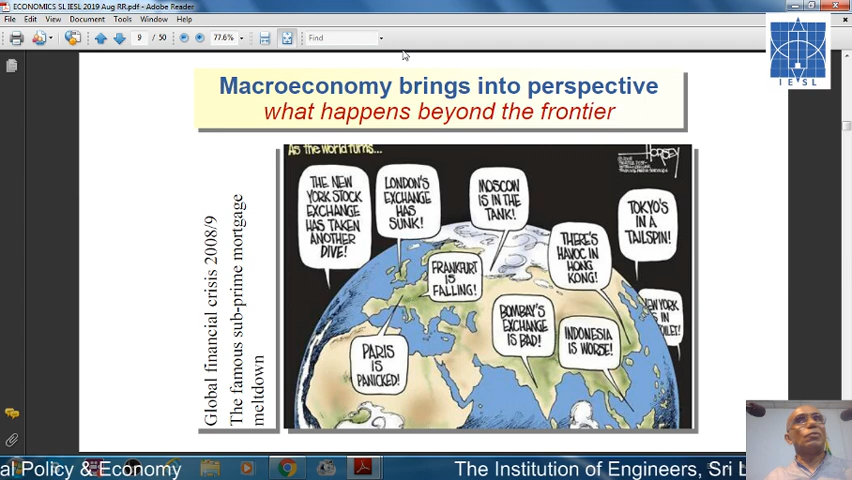 ECONOMICS SL IESL 2019 Aug RR.pdf - Adobe Reader
File Edit View Document Tools Window Help
9 / 50 77.6% Find
IESL
Macroeconomy brings into perspective
what happens beyond the frontier
Global financial crisis 2008/9
The famous sub-prime mortgage
meltdown
As the world turns...
HORSEY
THE NEW
YORK STOCK
EXCHANGE
HAS TAKEN
ANOTHER
DIVE!
LONDON'S
EXCHANGE
HAS
SUNK!
MOSCOW
IS IN THE
TANK!
TOKYO'S
IN A
TAILSPIN!
THERE'S
HAVOC IN
HONG
KONG!
FRANKFURT
IS
FALLING!
BOMBAY'S
EXCHANGE
IS BAD!
INDONESIA
IS WORSE!
NEW YORK
IN
PARIS
IS
PANICKED!
al Policy & Economy
The Institution of Engineers, Sri L